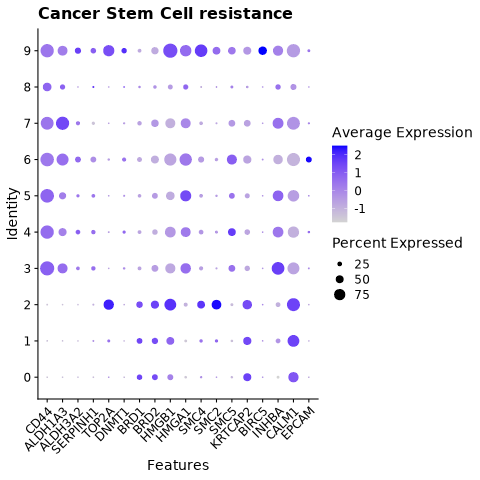 Cancer Stem Cell resistance
9
8
7
6
5
4
3
2
1
0
Identity
CD44
ALDH1A3
ALDH3A2
SERPINH1
TOP2A
DNMT1
BRD1
BRD2
HMGB1
HMGA1
SMC4
SMC2
SMC5
KRTCAP2
BIRC5
INHBA
CALM1
EPCAM
Features
Average Expression
2
1
0
-1
Percent Expressed
25
50
75